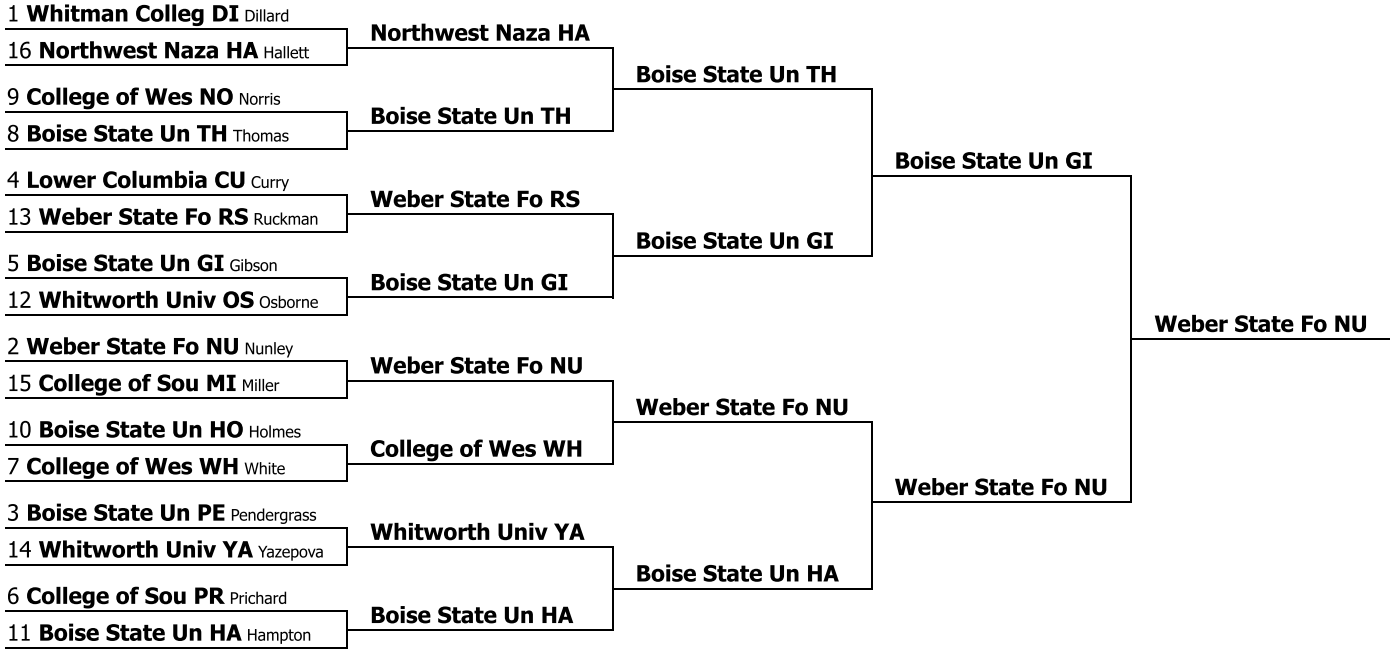 1 Whitman Colleg DI Dillard
16 Northwest Naza HA Hallett
9 College of Wes NO Norris
8 Boise State Un TH Thomas
4 Lower Columbia CU Curry
13 Weber State Fo RS Ruckman
5 Boise State Un GI Gibson
12 Whitworth Univ OS Osborne
2 Weber State Fo NU Nunley
15 College of Sou MI Miller
10 Boise State Un HO Holmes
7 College of Wes WH White
3 Boise State Un PE Pendergrass
14 Whitworth Univ YA Yazepova
6 College of Sou PR Prichard
11 Boise State Un HA Hampton
Northwest Naza HA
Boise State Un TH
Weber State Fo RS
Boise State Un GI
Weber State Fo NU
College of Wes WH
Whitworth Univ YA
Boise State Un HA
Boise State Un TH
Boise State Un GI
Weber State Fo NU
Boise State Un HA
Boise State Un GI
Weber State Fo NU
Weber State Fo NU